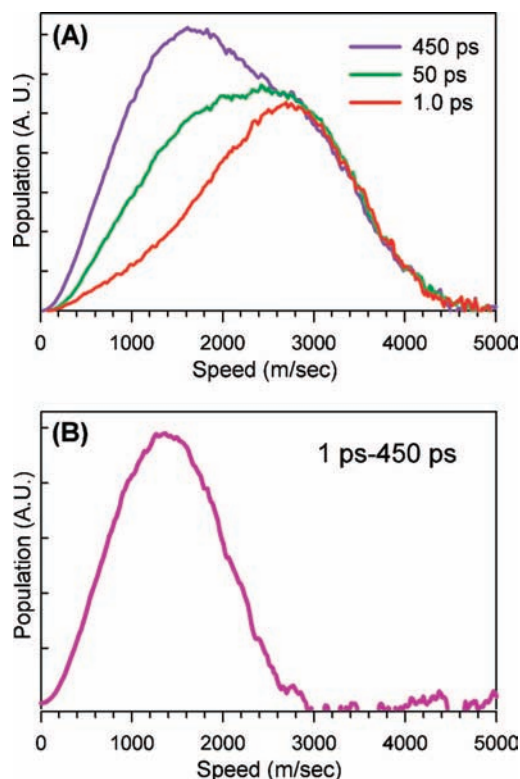 (A)
450 ps
50 ps
1.0 ps
Population (A. U.)
0 1000 2000 3000 4000 5000
Speed (m/sec)
(B)
1 ps-450 ps
Population (A.U.)
0 1000 2000 3000 4000 5000
Speed (m/sec)